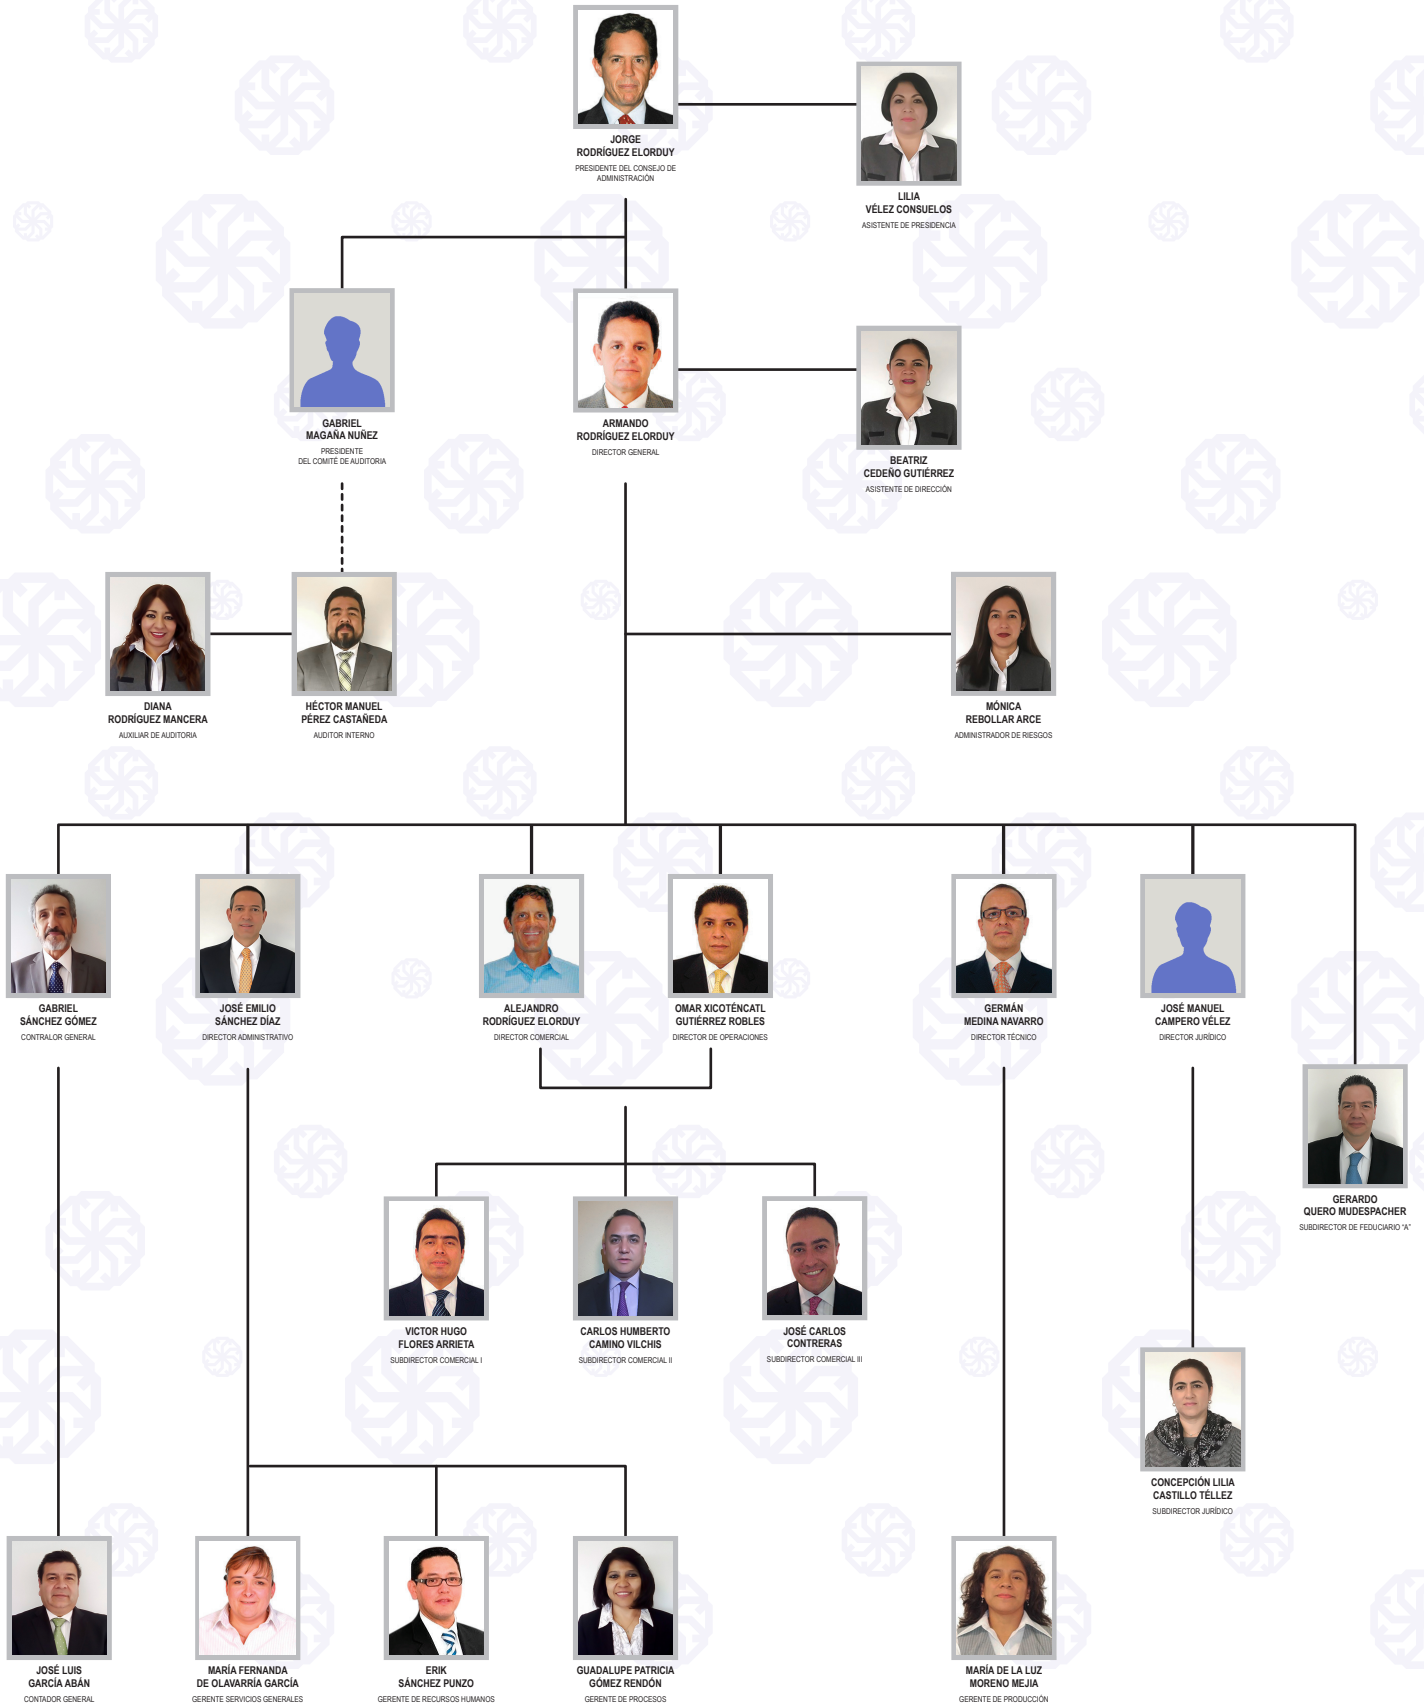 JORGE
RODRÍGUEZ ELORDUY
PRESIDENTE DEL CONSEJO DE
ADMINISTRACIÓN
LILIA
VÉLEZ CONSUELOS
ASISTENTE DE PRESIDENCIA
GABRIEL
MAGAÑA NUÑEZ
PRESIDENTE
DEL COMITÉ DE AUDITORIA
ARMANDO
RODRÍGUEZ ELORDUY
DIRECTOR GENERAL
BEATRIZ
CEDEÑO GUTIÉRREZ
ASISTENTE DE DIRECCIÓN
DIANA
RODRÍGUEZ MANCERA
AUXILIAR DE AUDITORIA
HÉCTOR MANUEL
PÉREZ CASTAÑEDA
AUDITOR INTERNO
MÓNICA
REBOLLAR ARCE
ADMINISTRADOR DE RIESGOS
GABRIEL
SÁNCHEZ GÓMEZ
CONTRALOR GENERAL
JOSÉ EMILIO
SÁNCHEZ DÍAZ
DIRECTOR ADMINISTRATIVO
ALEJANDRO
RODRÍGUEZ ELORDUY
DIRECTOR COMERCIAL
OMAR XICOTÉNCATL
GUTIÉRREZ ROBLES
DIRECTOR DE OPERACIONES
GERMÁN
MEDINA NAVARRO
DIRECTOR TÉCNICO
JOSÉ MANUEL
CAMPERO VÉLEZ
DIRECTOR JURÍDICO
GERARDO
QUERO MUDESPACHER
SUBDIRECTOR DE FEDUCIARIO "A"
VICTOR HUGO
FLORES ARRIETA
SUBDIRECTOR COMERCIAL I
CARLOS HUMBERTO
CAMINO VILCHIS
SUBDIRECTOR COMERCIAL II
JOSÉ CARLOS
CONTRERAS
SUBDIRECTOR COMERCIAL III
CONCEPCIÓN LILIA
CASTILLO TÉLLEZ
SUBDIRECTOR JURÍDICO
JOSÉ LUIS
GARCÍA ABÁN
CONTADOR GENERAL
MARÍA FERNANDA
DE OLAVARRÍA GARCÍA
GERENTE SERVICIOS GENERALES
ERIK
SÁNCHEZ PUNZO
GERENTE DE RECURSOS HUMANOS
GUADALUPE PATRICIA
GÓMEZ RENDÓN
GERENTE DE PROCESOS
MARÍA DE LA LUZ
MORENO MEJIA
GERENTE DE PRODUCCIÓN